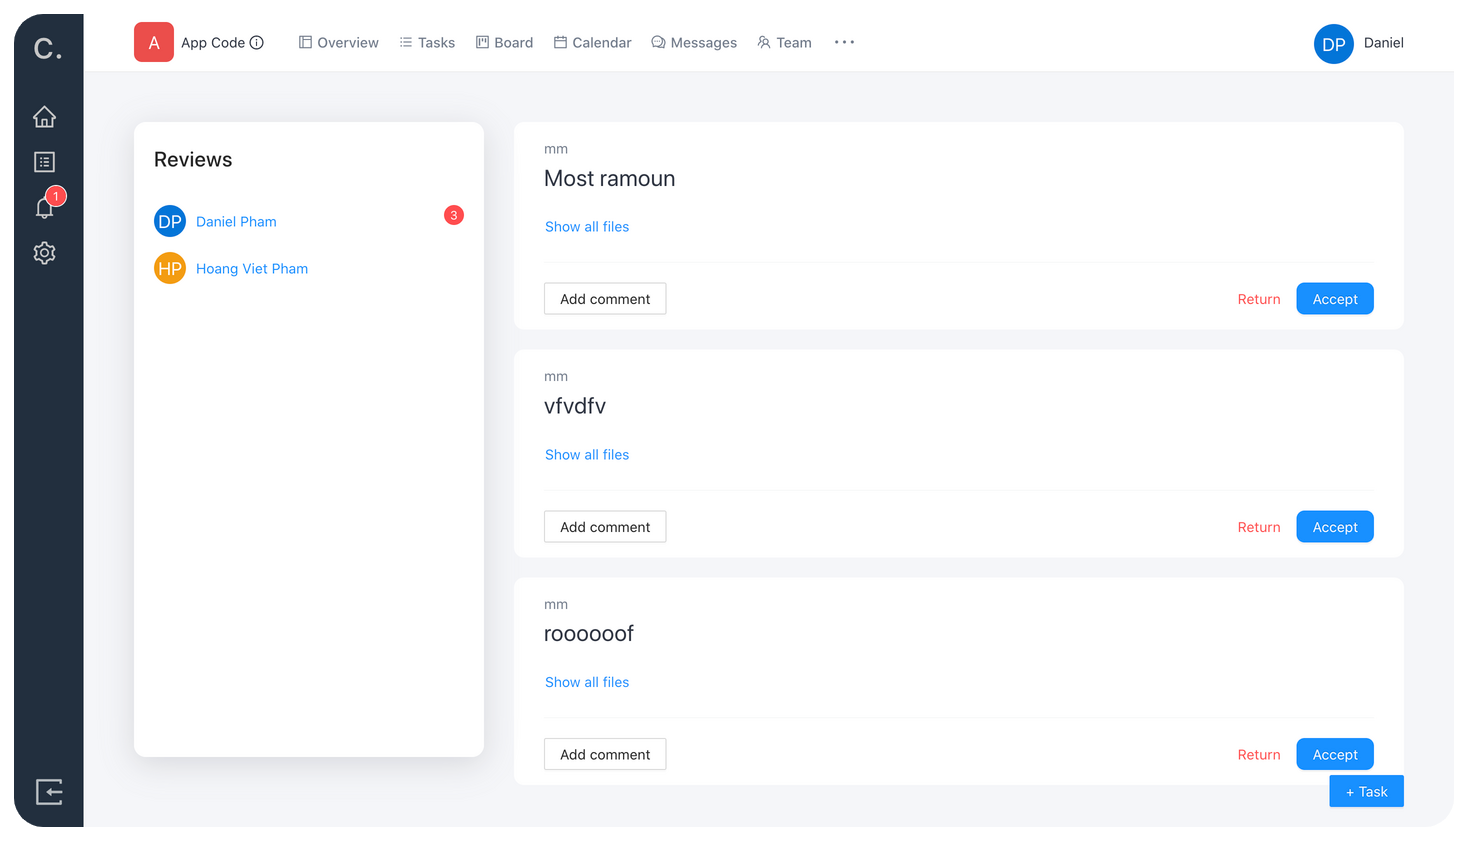 C.
A App Code Overview Tasks Board Calendar Messages Team ··· DP Daniel
1
Reviews
DP Daniel Pham 3
HP Hoang Viet Pham
mm
Most ramoun
Show all files
Add comment Return Accept
mm
vfvdfv
Show all files
Add comment Return Accept
mm
roooooof
Show all files
Add comment Return Accept
+ Task